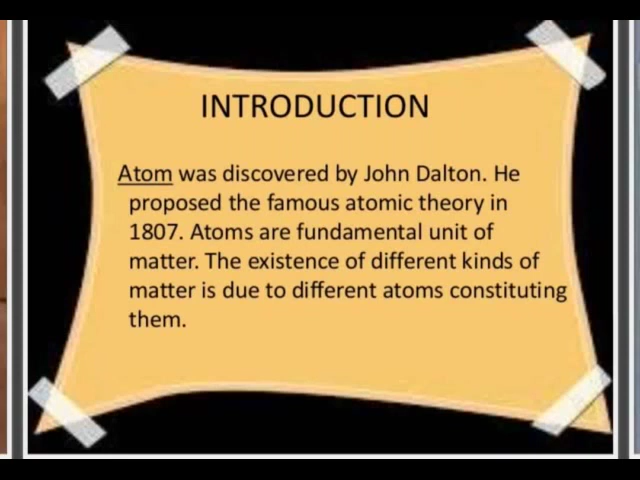 INTRODUCTION
Atom was discovered by John Dalton. He
proposed the famous atomic theory in
1807. Atoms are fundamental unit of
matter. The existence of different kinds of
matter is due to different atoms constituting
them.